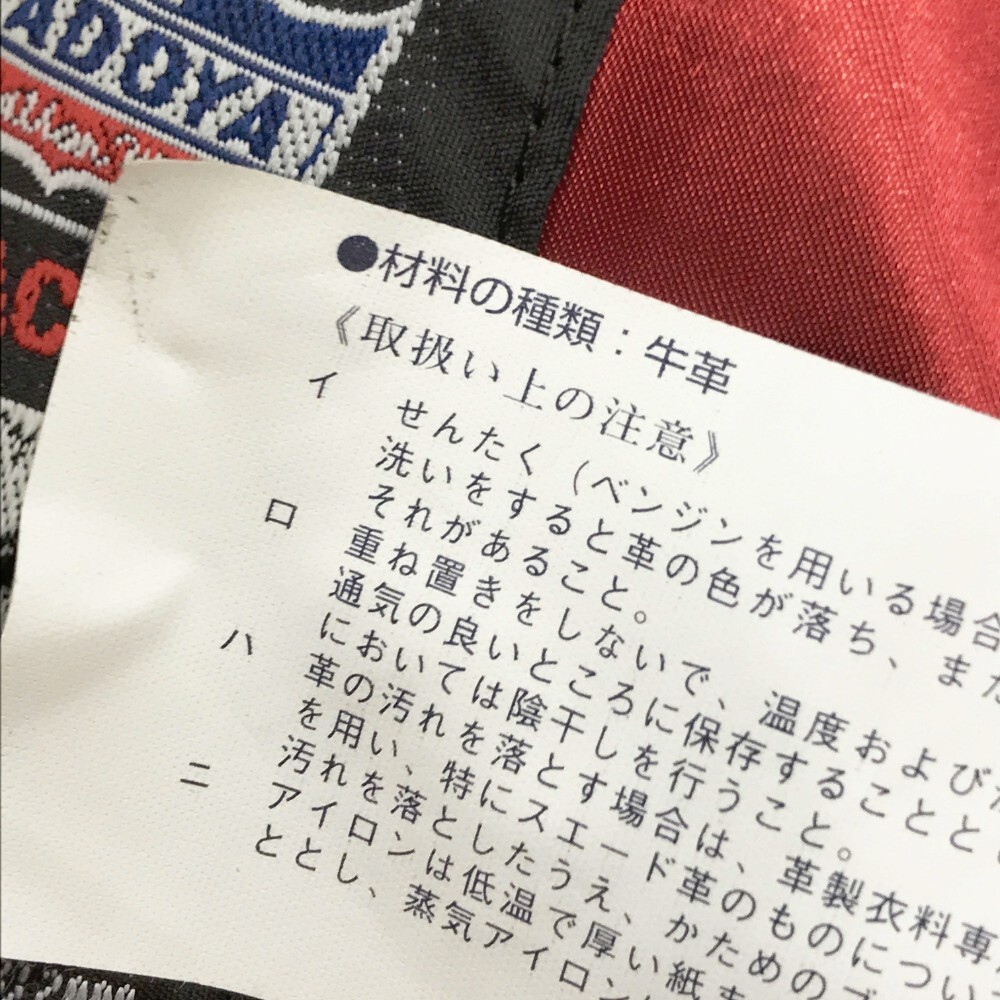 ADOYA
●材料の種類：牛革
《取扱い上の注意》
イ せんたく（ベンジンを用いる場合
洗いをすると革の色が落ち、また
それがあること。
ロ 重ね置きをしないで、温度および
通気の良いところに保存することと
においては陰干しを行うこと。
ハ 革の汚れを落とす場合は、革製衣料専
を用い、特にスエード革のものについ
汚れを落としたうえ、かためのブ
ニ アイロンは低温で厚い紙
ととし、蒸気アイロン